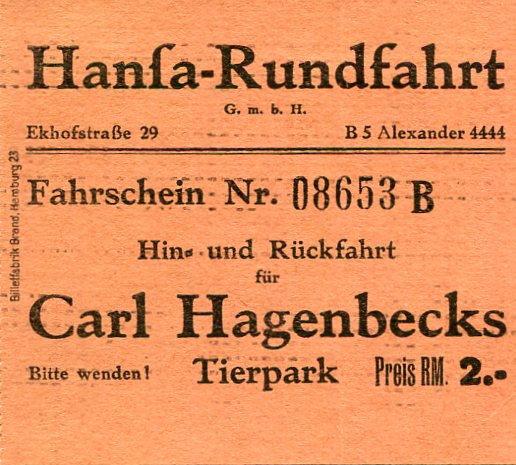 Hanſa-Rundfahrt
G. m. b. H.
Ekhofstraße 29 B 5 Alexander 4444
Fahrschein Nr. 08653 B
Hin- und Rückfahrt
für
Carl Hagenbecks
Bitte wenden! Tierpark Preis RM. 2.-
Billetfabrik Brand, Hamburg 23